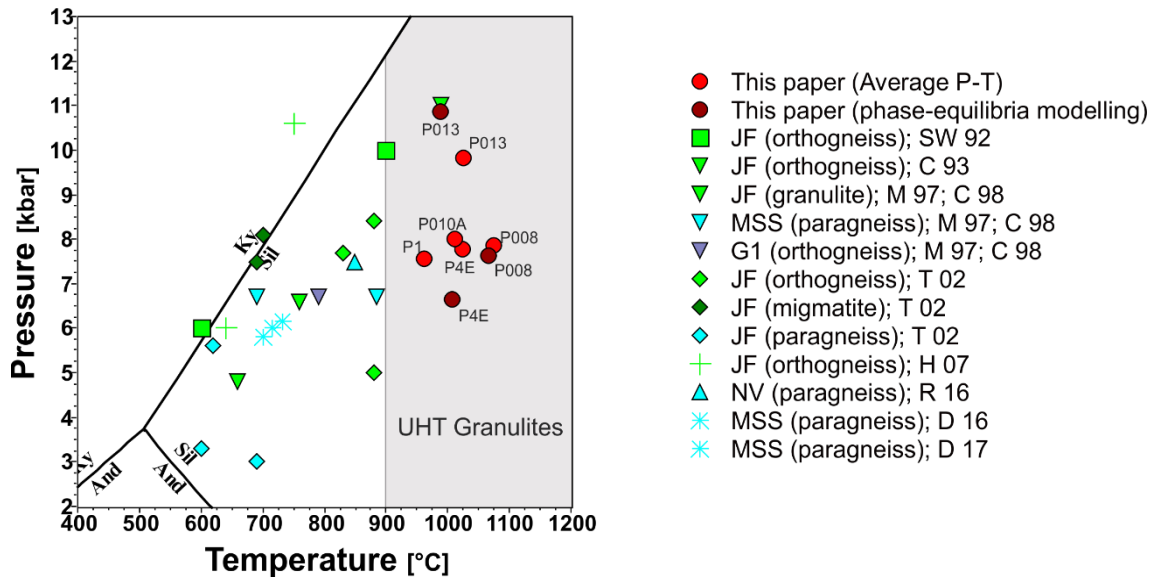 13
12
11
10
9
8
7
6
5
4
3
2
Pressure [kbar]
400 500 600 700 800 900 1000 1100 1200
Temperature [°C]
Ky
Sil
Ky
And
Sil
And
P013
P013
P010A
P1
P008
P4E
P008
P4E
UHT Granulites
This paper (Average P-T)
This paper (phase-equilibria modelling)
JF (orthogneiss); SW 92
JF (orthogneiss); C 93
JF (granulite); M 97; C 98
MSS (paragneiss); M 97; C 98
G1 (orthogneiss); M 97; C 98
JF (orthogneiss); T 02
JF (migmatite); T 02
JF (paragneiss); T 02
JF (orthogneiss); H 07
NV (paragneiss); R 16
MSS (paragneiss); D 16
MSS (paragneiss); D 17